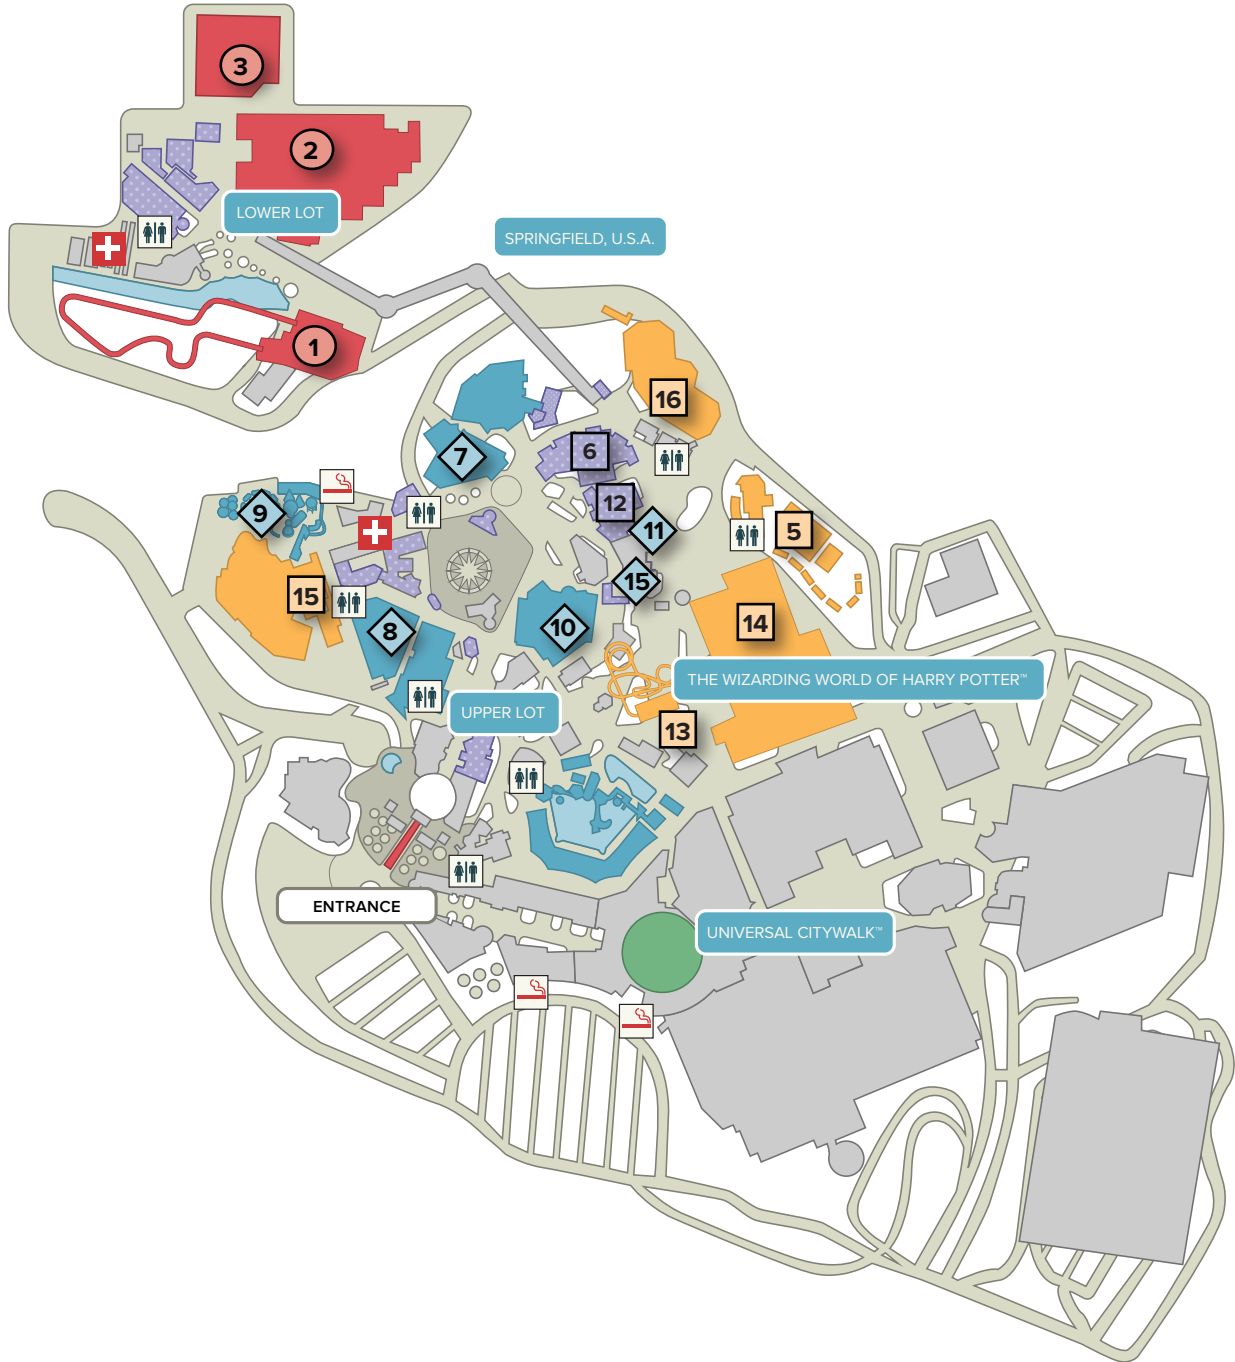 3
2
LOWER LOT
SPRINGFIELD, U.S.A.
1
16
7
6
12
9
11
5
15
15
8
10
14
THE WIZARDING WORLD OF HARRY POTTER™
UPPER LOT
13
ENTRANCE
UNIVERSAL CITYWALK™